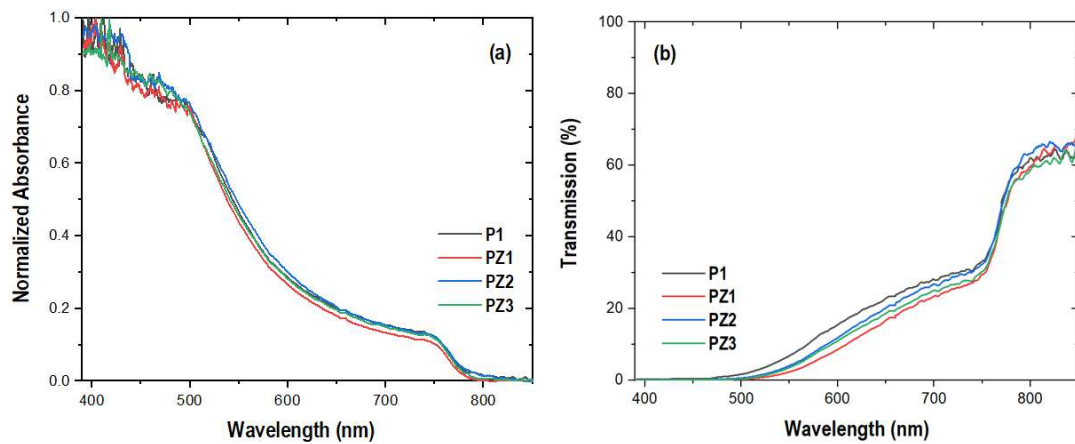 (a)
Normalized Absorbance
1.0
0.8
0.6
0.4
0.2
0.0
P1
PZ1
PZ2
PZ3
400 500 600 700 800
Wavelength (nm)
(b)
Transmission (%)
100
80
60
40
20
0
P1
PZ1
PZ2
PZ3
400 500 600 700 800
Wavelength (nm)